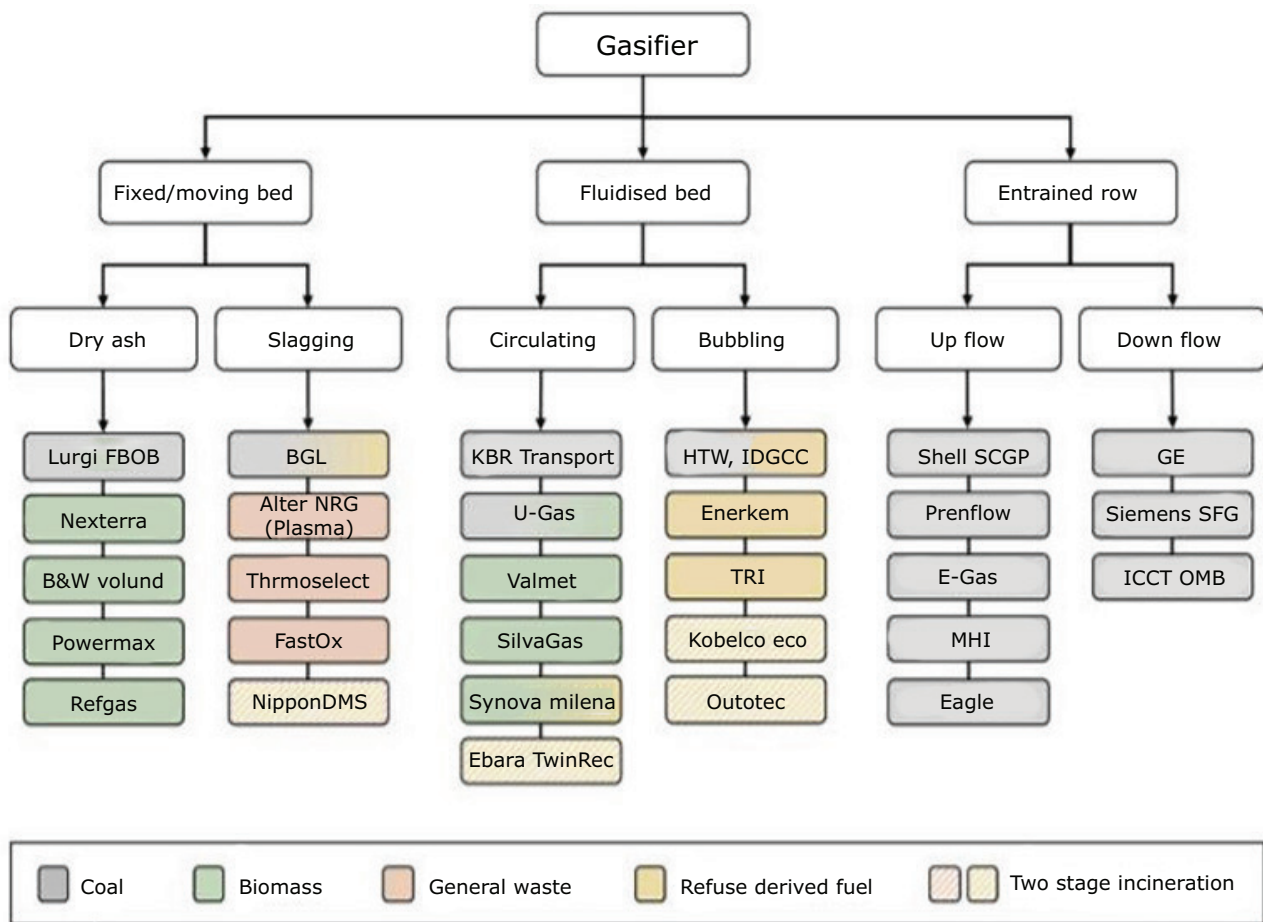 Gasifier
Fixed/moving bed
Fluidised bed
Entrained row
Dry ash
Slagging
Circulating
Bubbling
Up flow
Down flow
Lurgi FBOB
Nexterra
B&W volund
Powermax
Refgas
BGL
Alter NRG
(Plasma)
Thrmoselect
FastOx
NipponDMS
KBR Transport
U-Gas
Valmet
SilvaGas
Synova milena
Ebara TwinRec
HTW, IDGCC
Enerkem
TRI
Kobelco eco
Outotec
Shell SCGP
Prenflow
E-Gas
MHI
Eagle
GE
Siemens SFG
ICCT OMB
Coal
Biomass
General waste
Refuse derived fuel
Two stage incineration